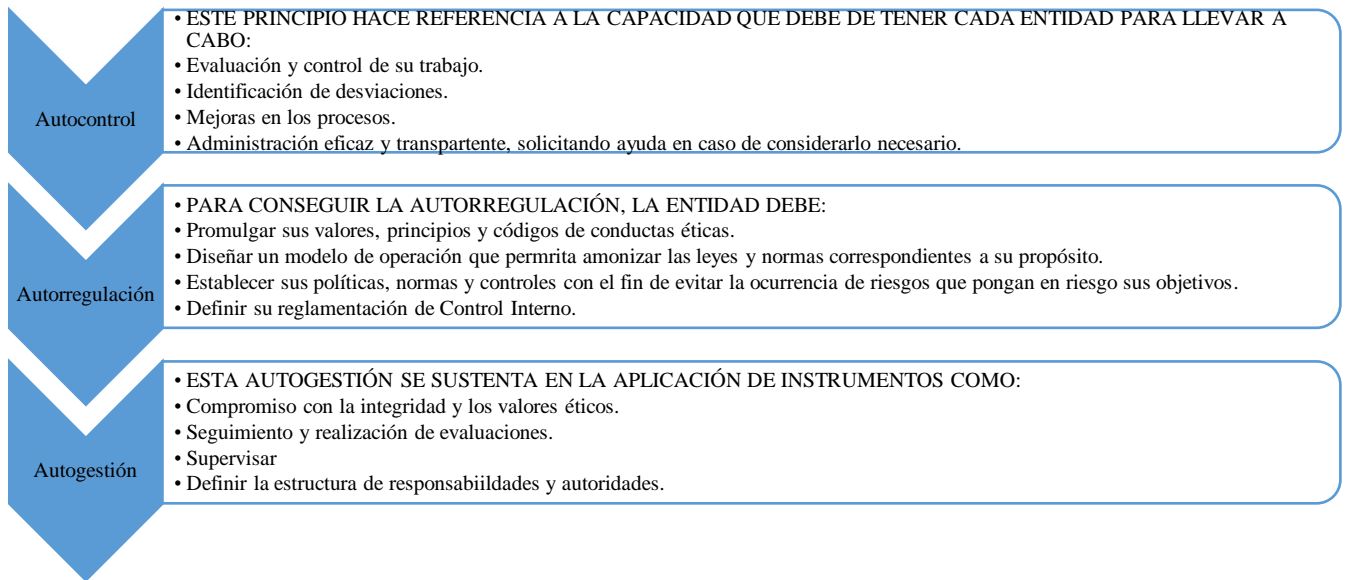 • ESTE PRINCIPIO HACE REFERENCIA A LA CAPACIDAD QUE DEBE DE TENER CADA ENTIDAD PARA LLEVAR A
CABO:
• Evaluación y control de su trabajo.
• Identificación de desviaciones.
• Mejoras en los procesos.
• Administración eficaz y transpartente, solicitando ayuda en caso de considerarlo necesario.
Autocontrol
• PARA CONSEGUIR LA AUTORREGULACIÓN, LA ENTIDAD DEBE:
• Promulgar sus valores, principios y códigos de conductas éticas.
• Diseñar un modelo de operación que permrita amonizar las leyes y normas correspondientes a su propósito.
• Establecer sus políticas, normas y controles con el fin de evitar la ocurrencia de riesgos que pongan en riesgo sus objetivos.
• Definir su reglamentación de Control Interno.
Autorregulación
• ESTA AUTOGESTIÓN SE SUSTENTA EN LA APLICACIÓN DE INSTRUMENTOS COMO:
• Compromiso con la integridad y los valores éticos.
• Seguimiento y realización de evaluaciones.
• Supervisar
• Definir la estructura de responsabiildades y autoridades.
Autogestión